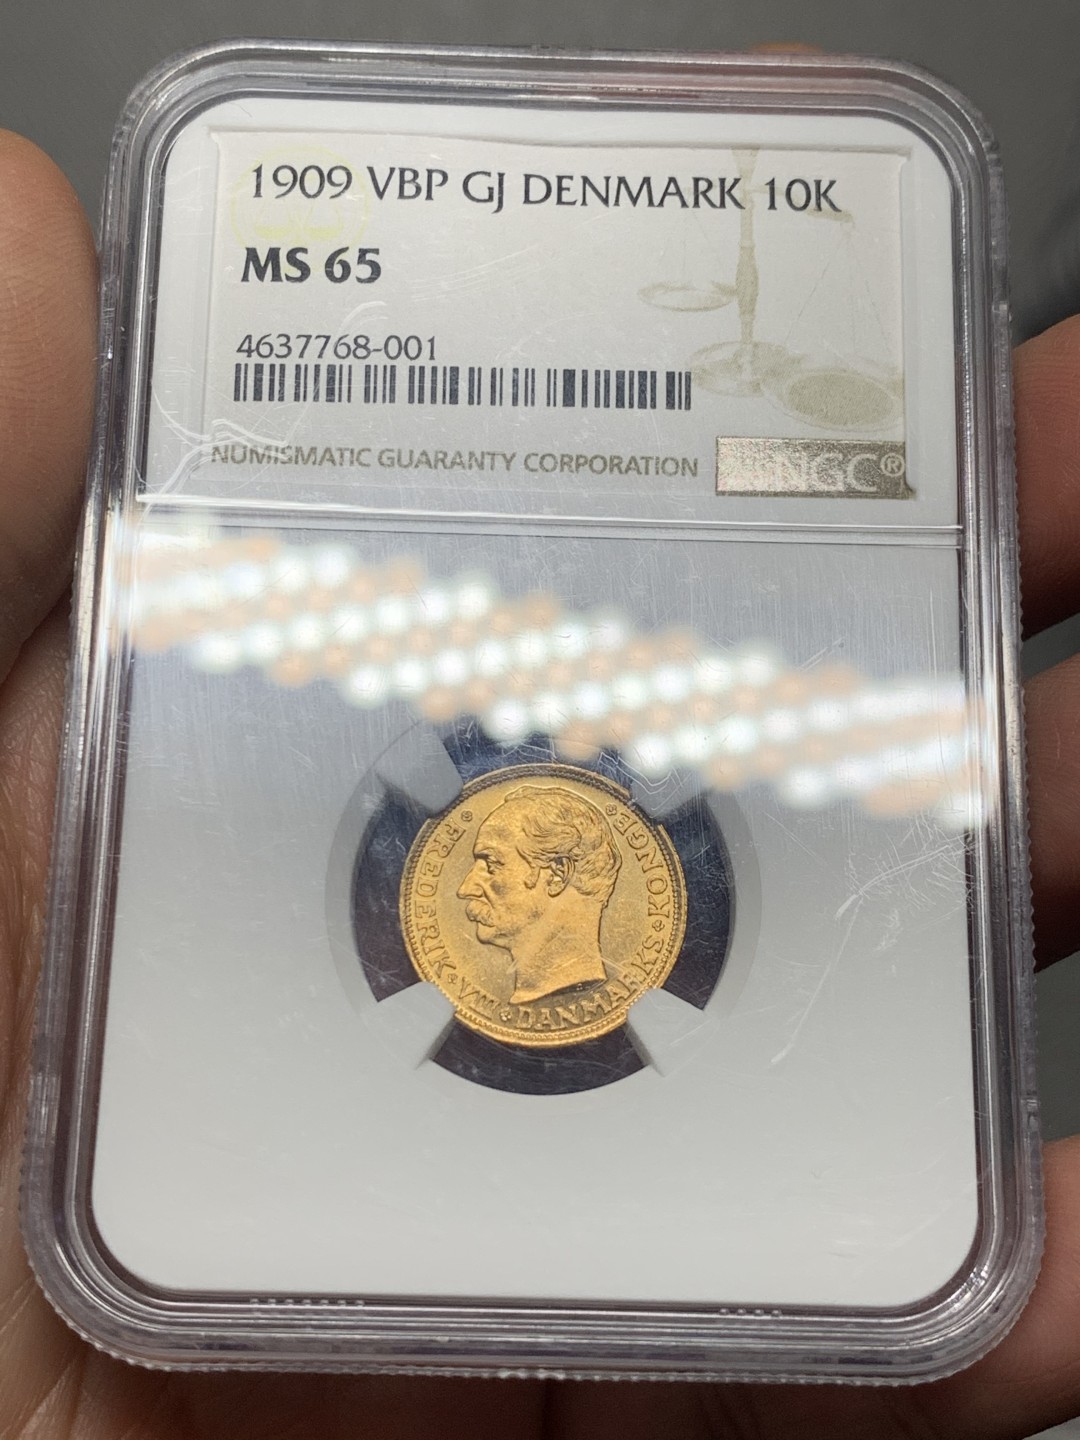 1909 VBP GJ DENMARK 10K
MS 65
4637768-001
NUMISMATIC GUARANTY CORPORATION
NGC®
FREDERIK VIII DANMARKS KONGE